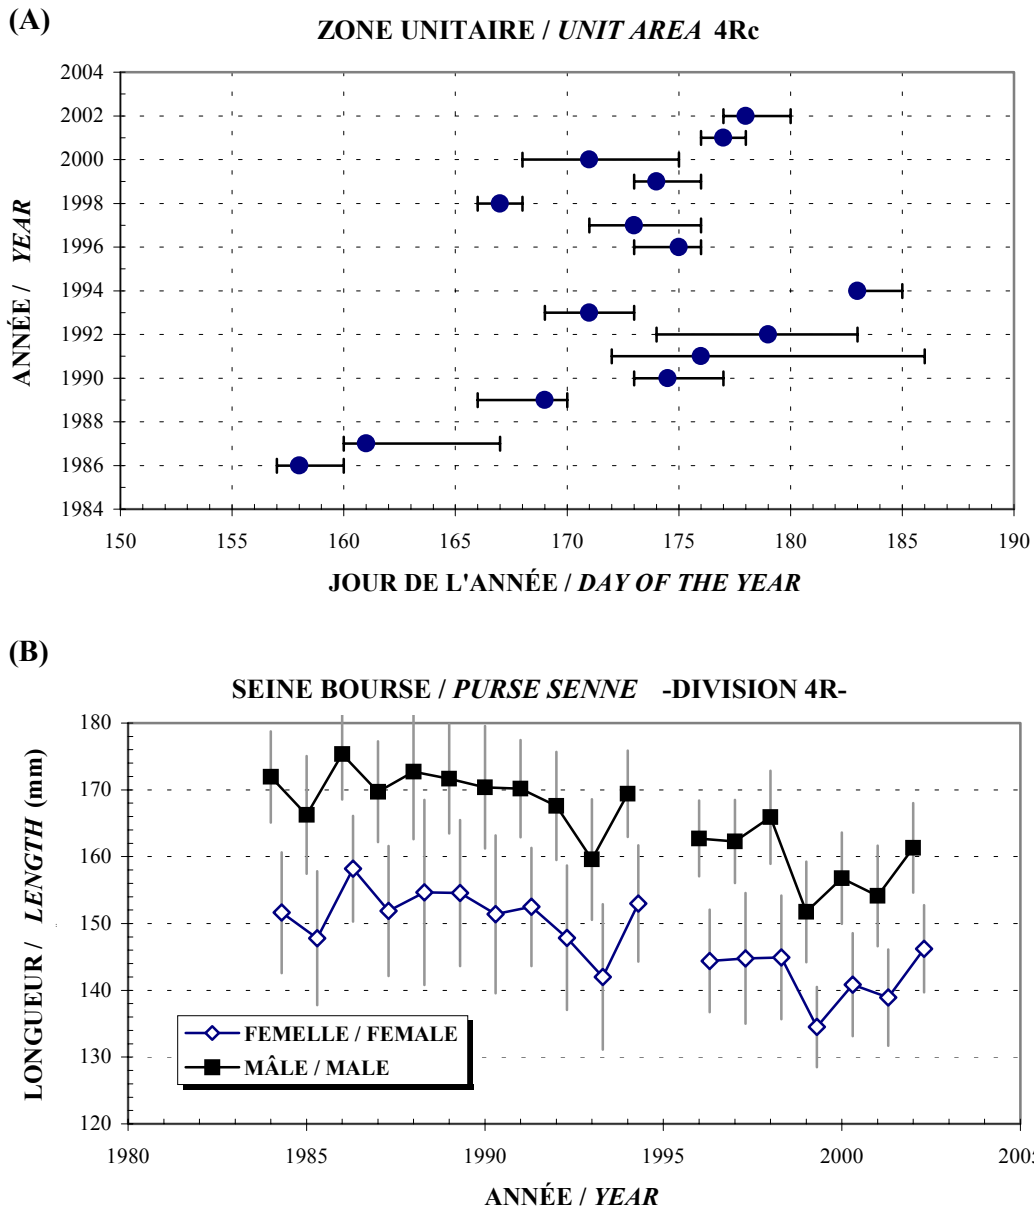 (A)
ZONE UNITAIRE / UNIT AREA 4Rc
2004
2002
2000
1998
1996
1994
1992
1990
1988
1986
1984
ANNÉE / YEAR
150 155 160 165 170 175 180 185 190
JOUR DE L'ANNÉE / DAY OF THE YEAR
(B)
SEINE BOURSE / PURSE SENNE -DIVISION 4R-
180
170
160
150
140
130
120
LONGUEUR / LENGTH (mm)
FEMELLE / FEMALE
MÂLE / MALE
1980 1985 1990 1995 2000 2005
ANNÉE / YEAR